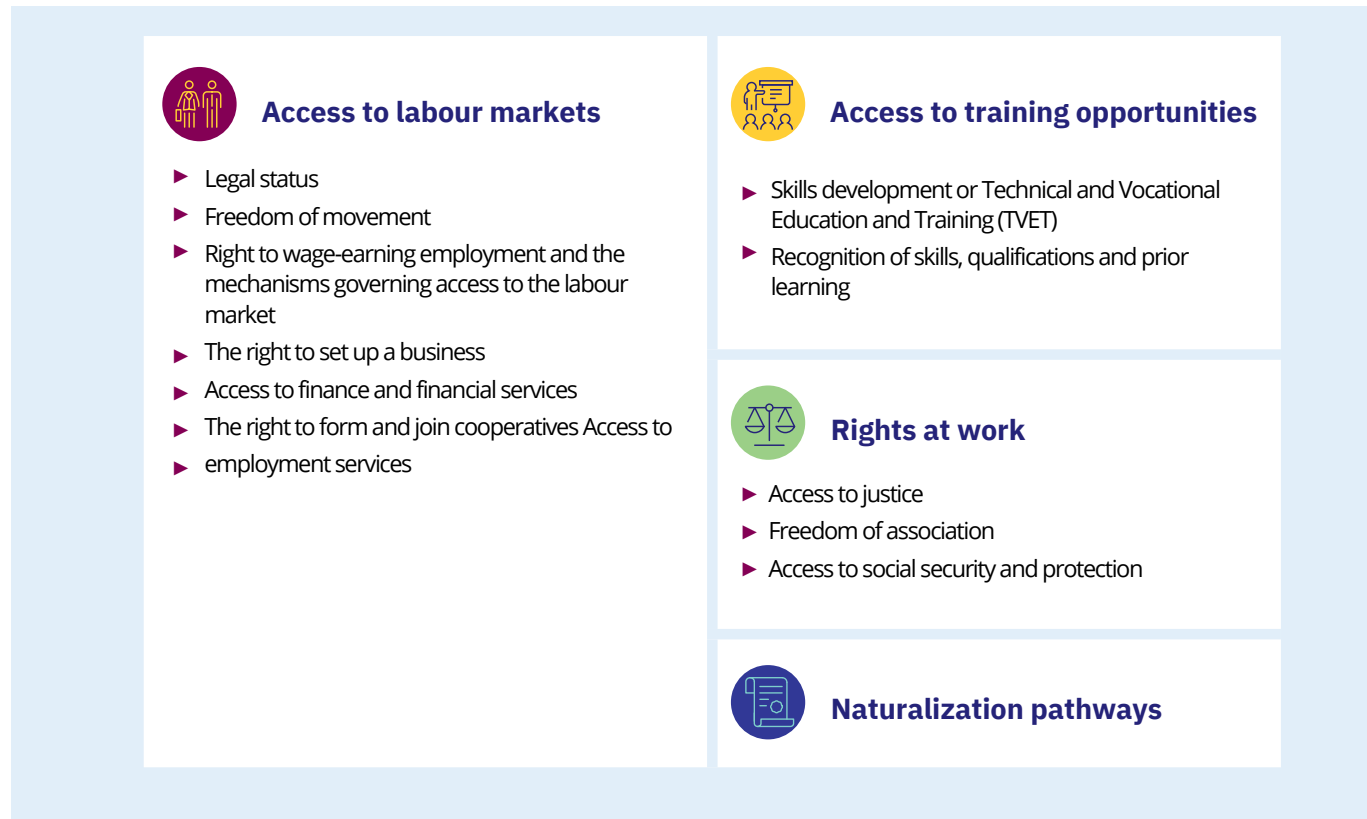 Access to labour markets
Legal status
Freedom of movement
Right to wage-earning employment and the
mechanisms governing access to the labour
market
The right to set up a business
Access to finance and financial services
The right to form and join cooperatives Access to
employment services
Access to training opportunities
Skills development or Technical and Vocational
Education and Training (TVET)
Recognition of skills, qualifications and prior
learning
Rights at work
Access to justice
Freedom of association
Access to social security and protection
Naturalization pathways